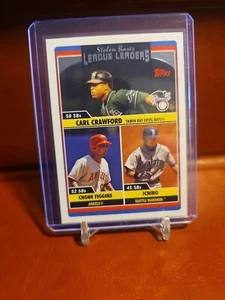 Stolen Bases
LEAGUE LEADERS
Topps
58 SBs
CARL CRAWFORD
TAMPA BAY DEVIL RAYS
52 SBs
CHONE FIGGINS
ANGELS
45 SBs
ICHIRO
SEATTLE MARINERS